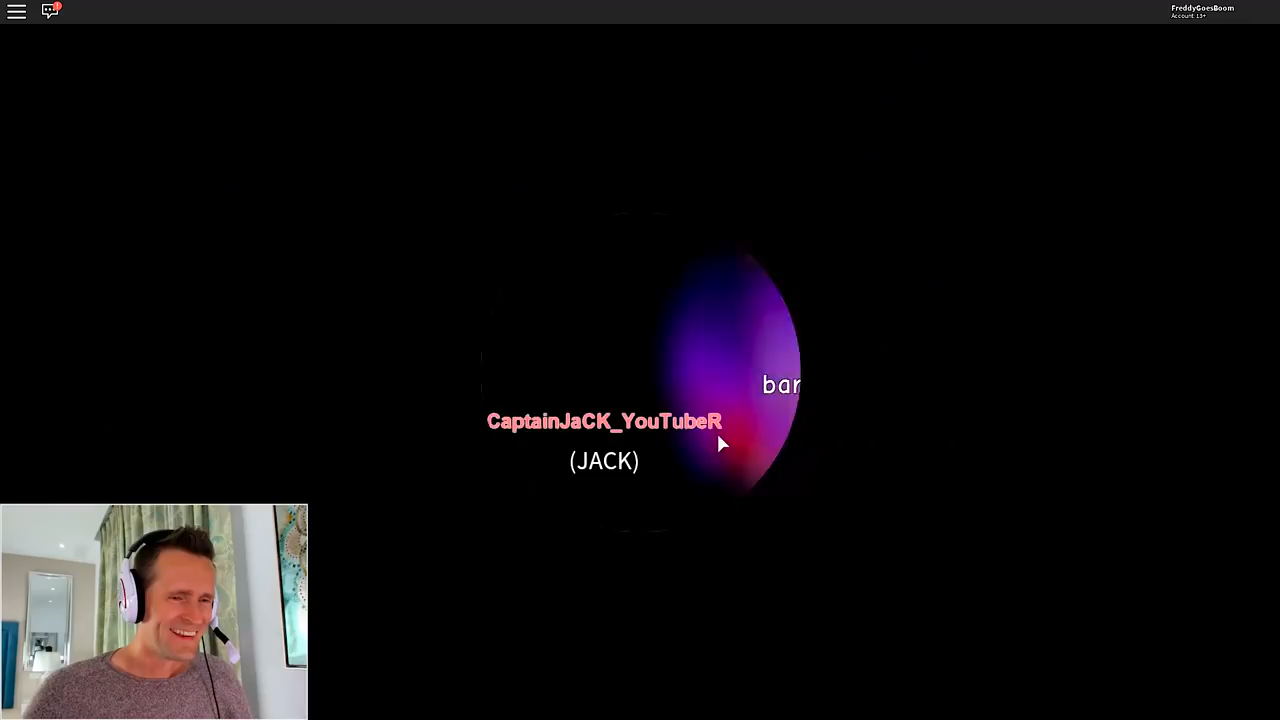 FreddyGoesBoom
Account: 13+
bar
CaptainJaCK_YouTubeR
(JACK)